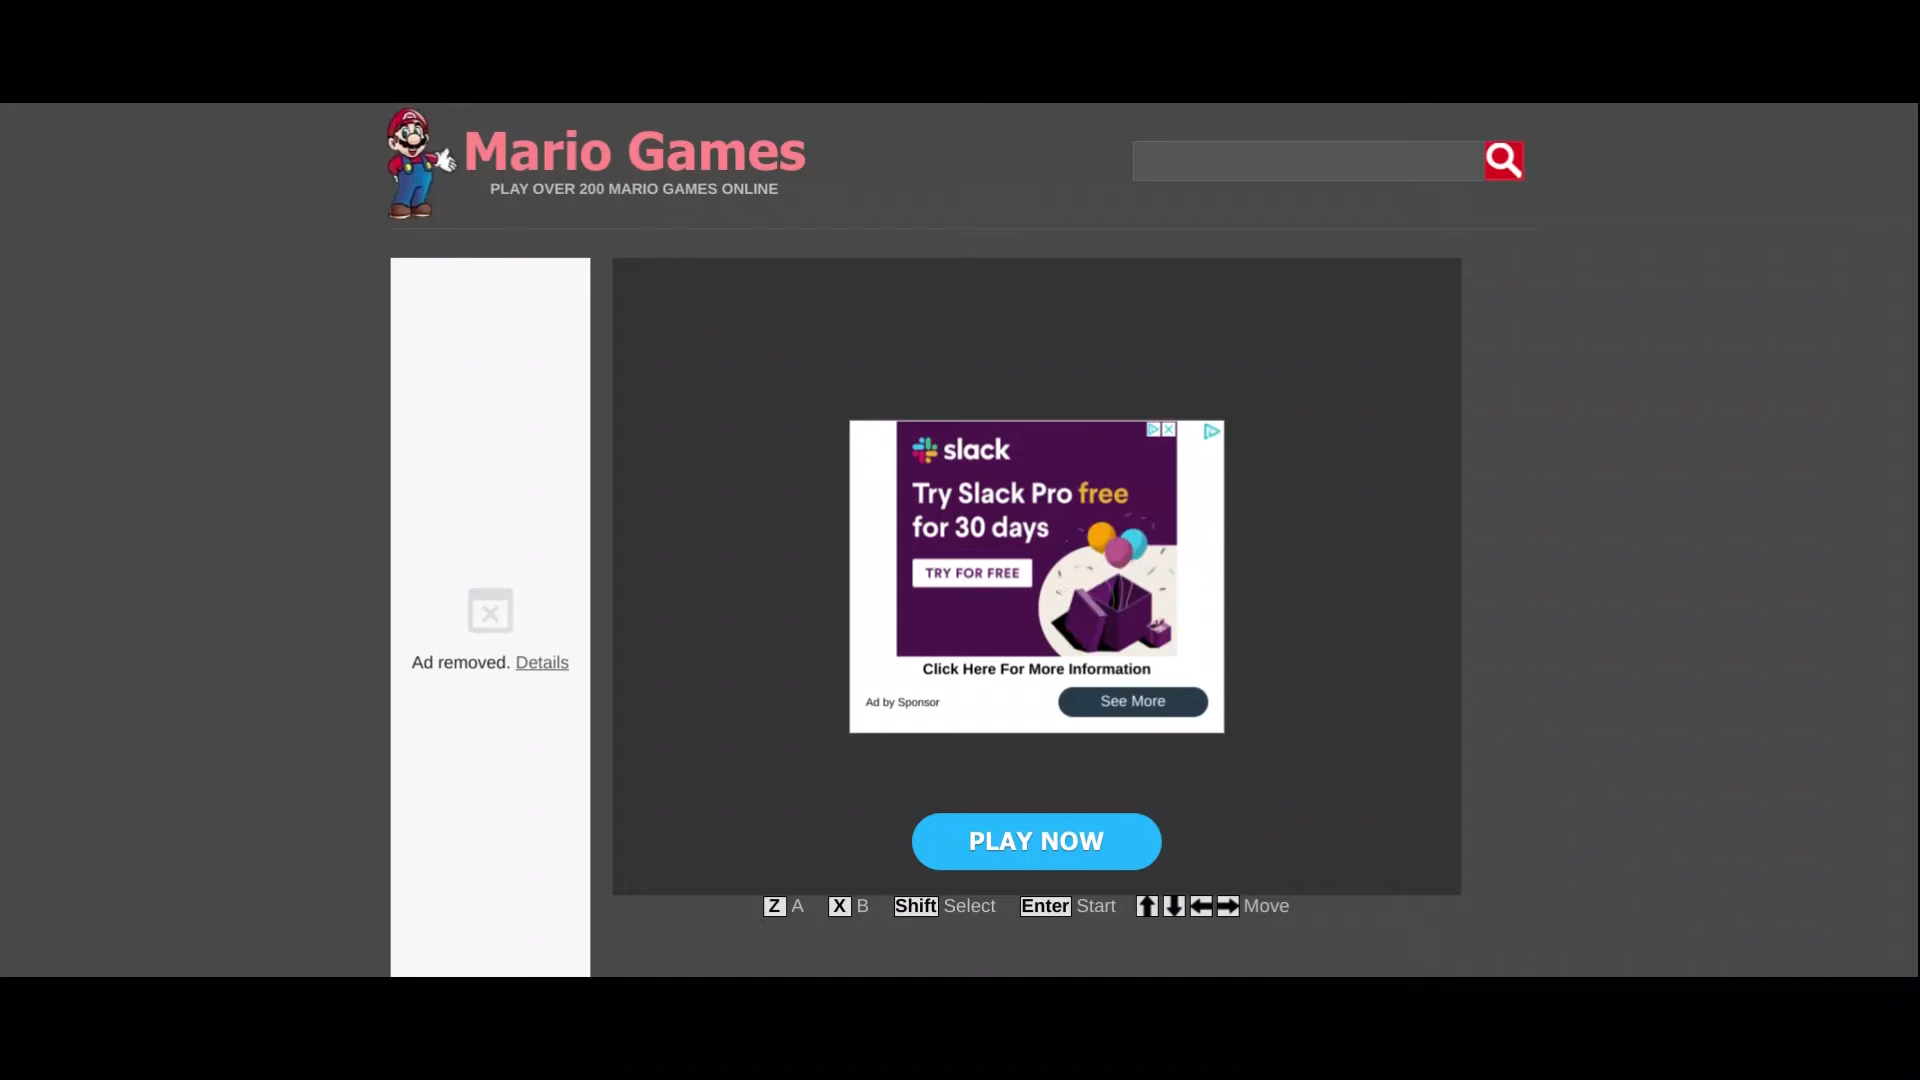 Mario Games
PLAY OVER 200 MARIO GAMES ONLINE
slack
Try Slack Pro free
for 30 days
TRY FOR FREE
Click Here For More Information
Ad by Sponsor
See More
Ad removed. Details
PLAY NOW
Z A X B Shift Select Enter Start Move